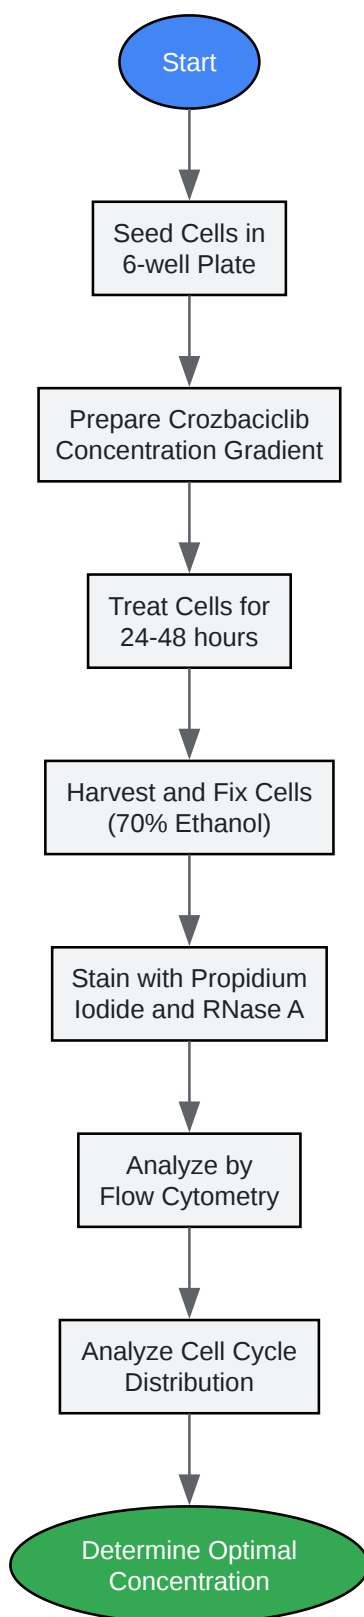 Start
Seed Cells in
6-well Plate
Prepare Crozbaciclib
Concentration Gradient
Treat Cells for
24-48 hours
Harvest and Fix Cells
(70% Ethanol)
Stain with Propidium
Iodide and RNase A
Analyze by
Flow Cytometry
Analyze Cell Cycle
Distribution
Determine Optimal
Concentration